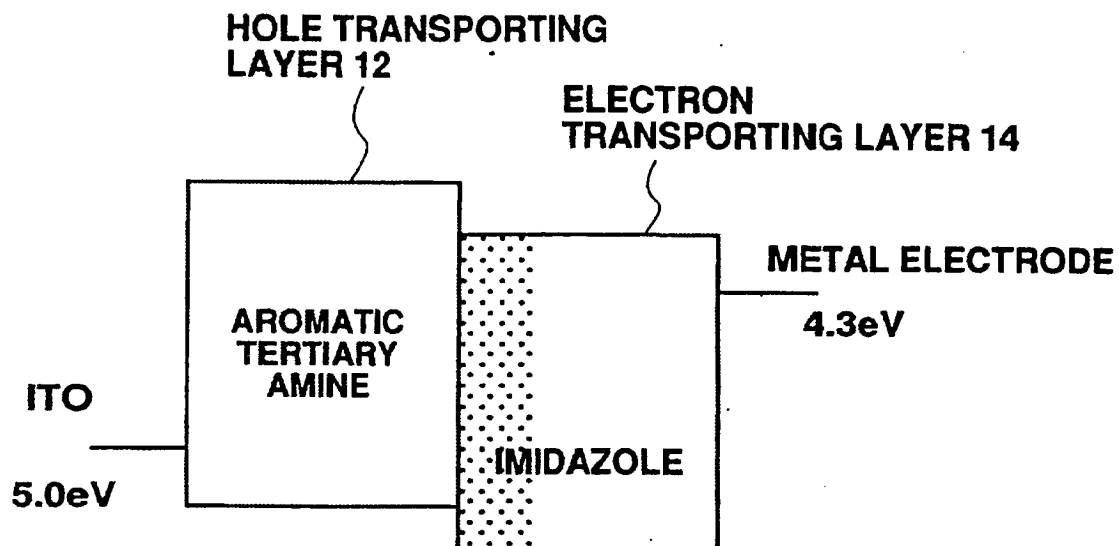 HOLE TRANSPORTING
LAYER 12
ELECTRON
TRANSPORTING LAYER 14
METAL ELECTRODE
4.3eV
AROMATIC
TERTIARY
AMINE
ITO
5.0eV
IMIDAZOLE